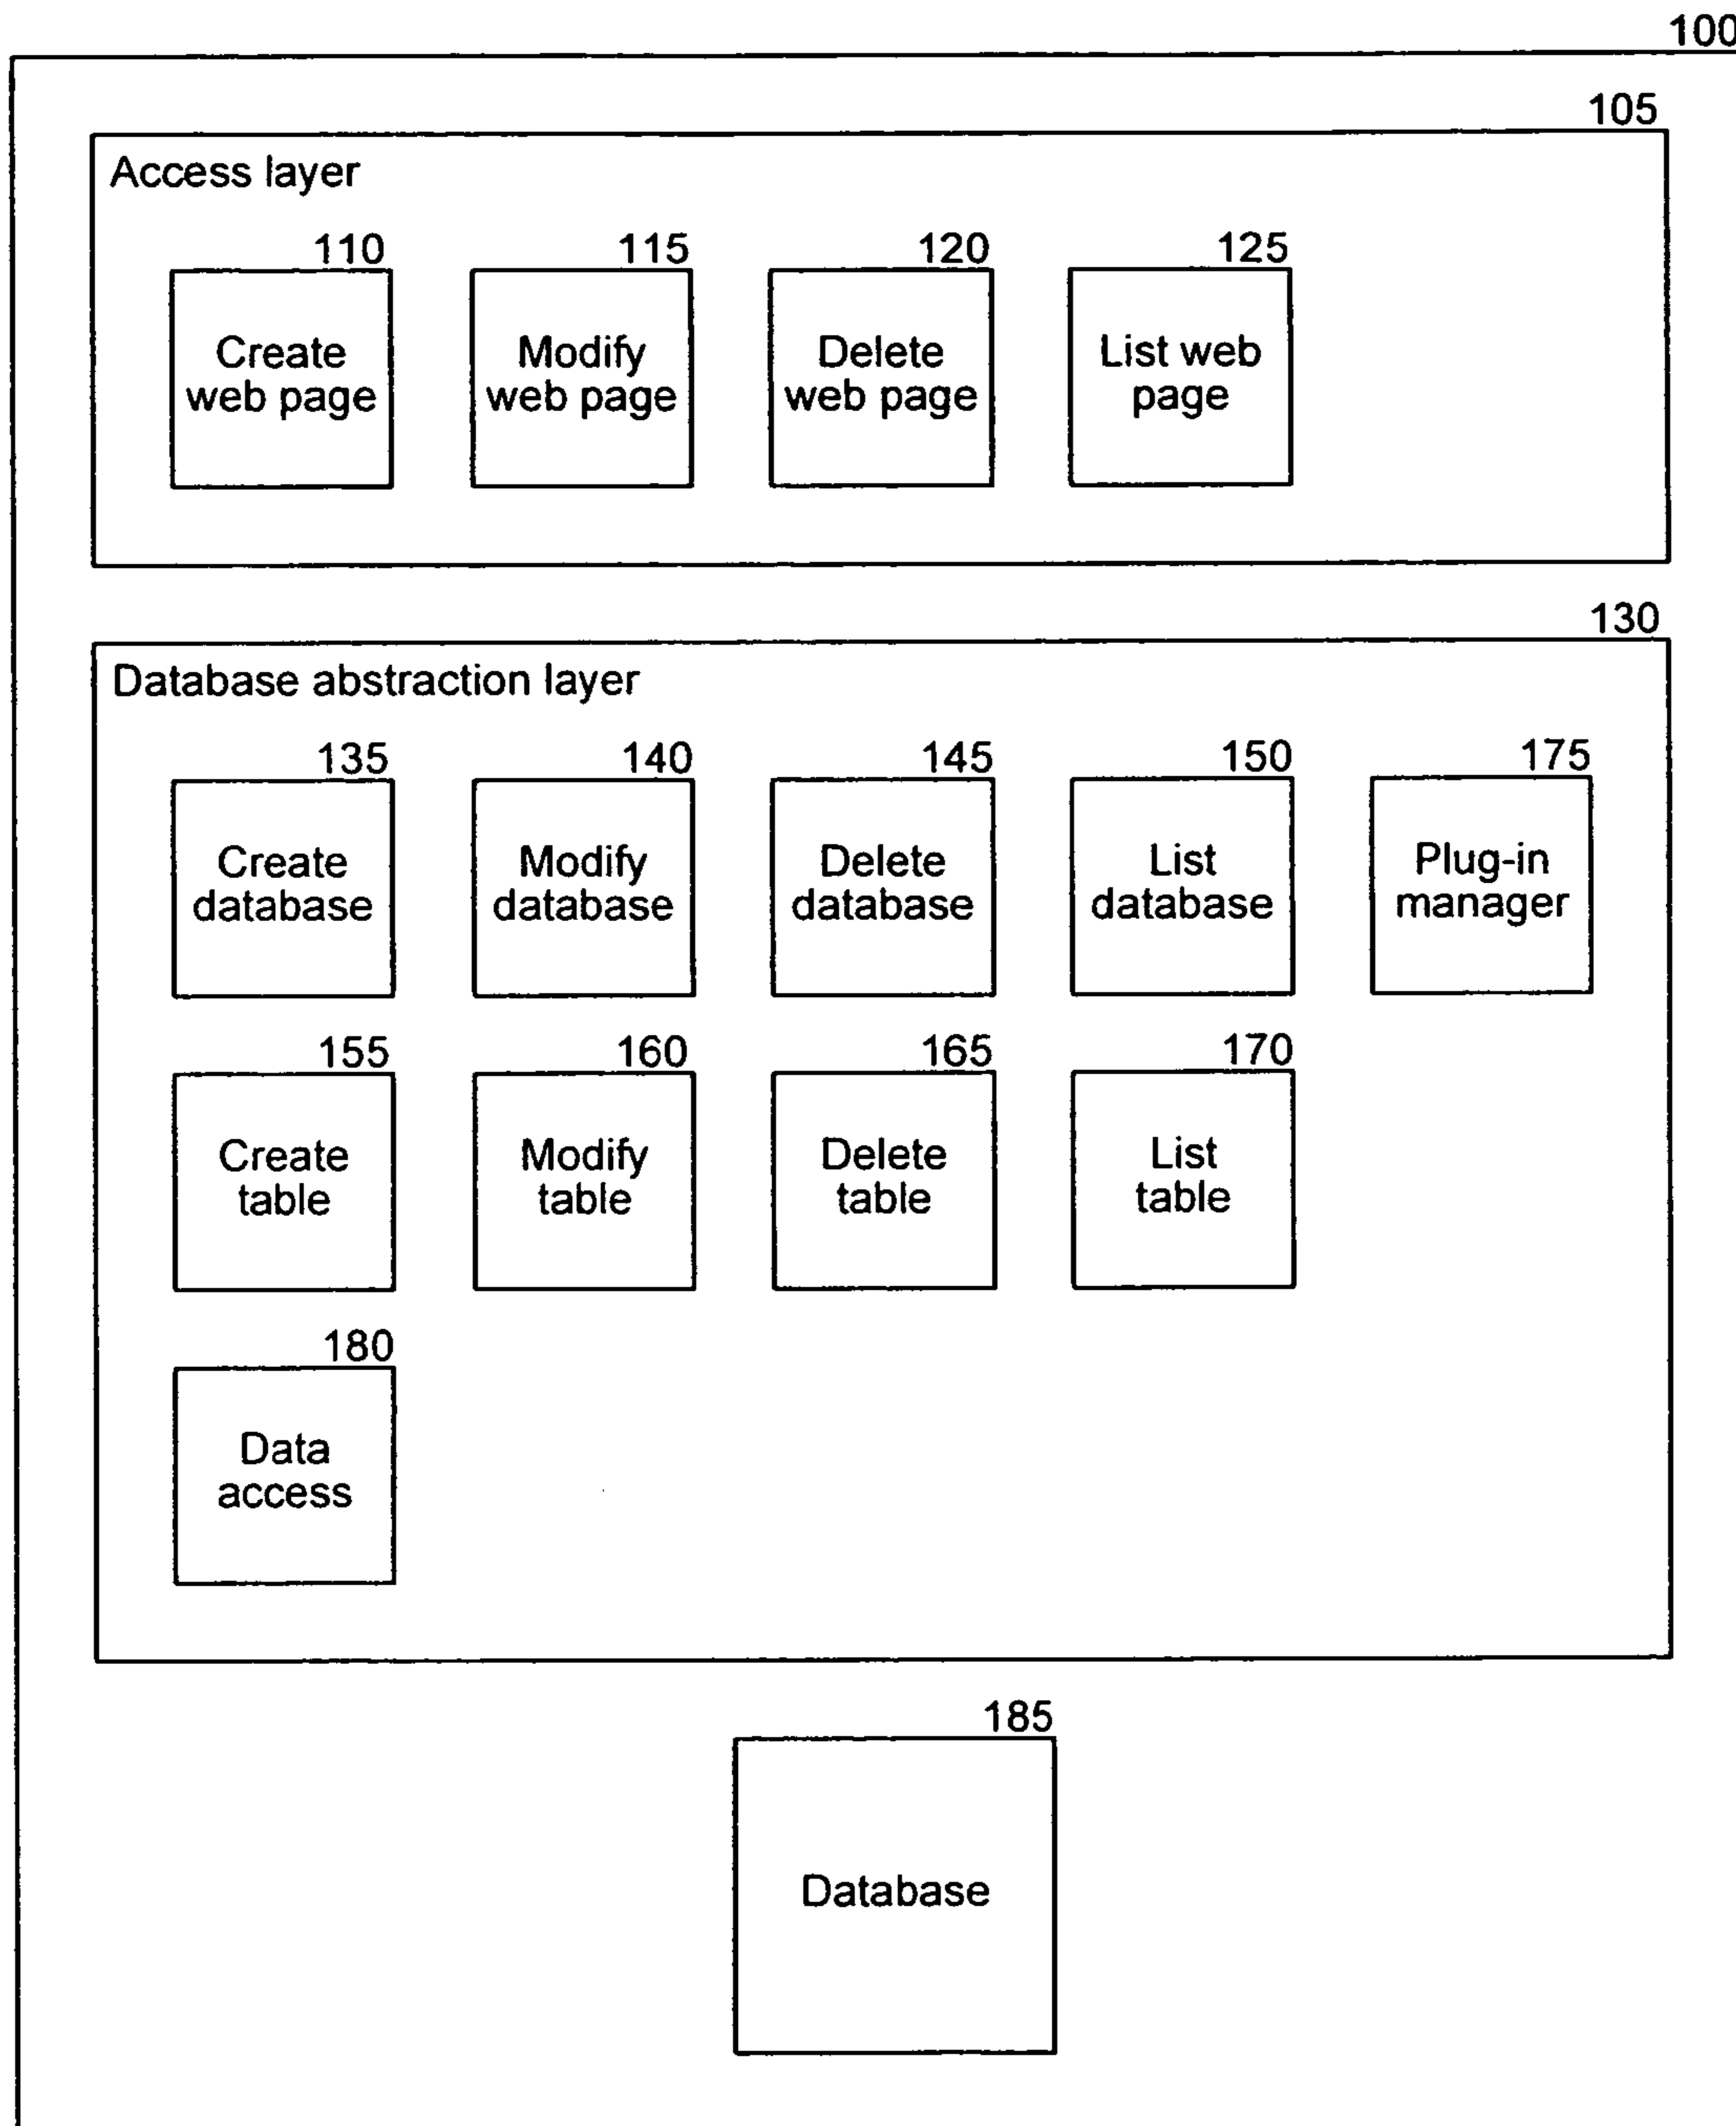 100
105
Access layer
110 115 120 125
Create Modify Delete List web
web page web page web page page
130
Database abstraction layer
135 140 145 150 175
Create Modify Delete List Plug-in
database database database database manager
155 160 165 170
Create Modify Delete List
table table table table
180
Data
access
185
Database